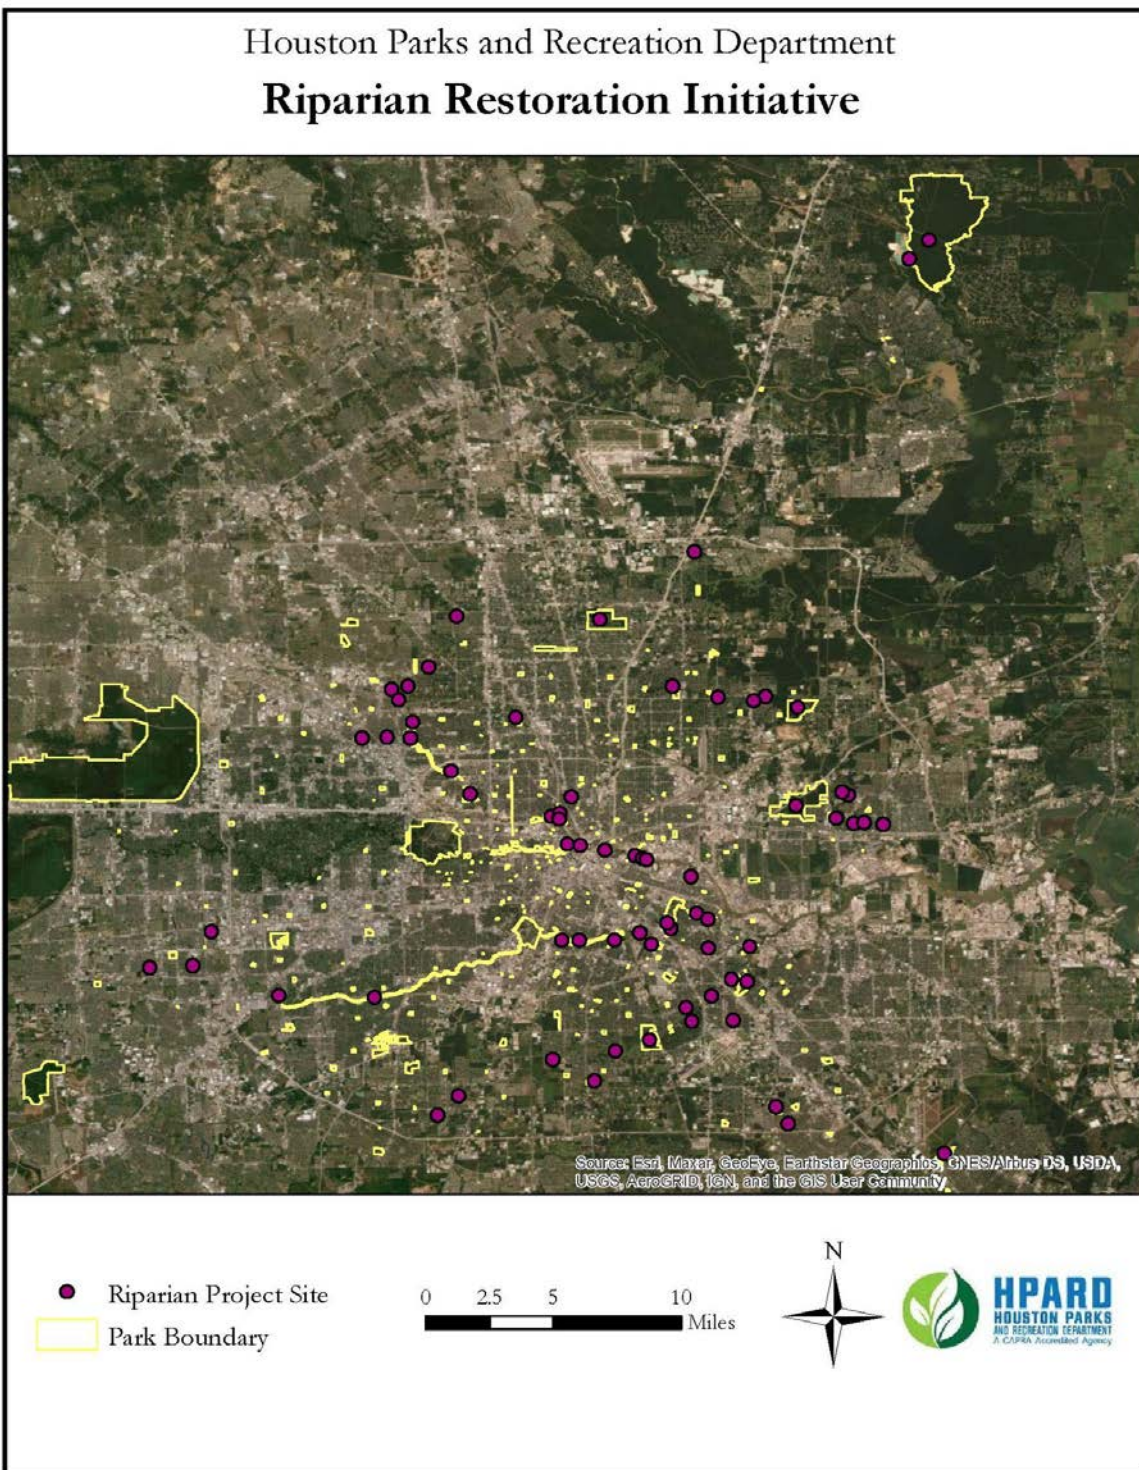 Houston Parks and Recreation Department
Riparian Restoration Initiative
Source: Esri, Maxar, GeoEye, Earthstar Geographics, CNES/Airbus DS, USDA,
USGS, AeroGRID, IGN, and the GIS User Community
Riparian Project Site
Park Boundary
0 2.5 5 10
Miles
N
HPARD
HOUSTON PARKS
AND RECREATION DEPARTMENT
A CAPRA Accredited Agency